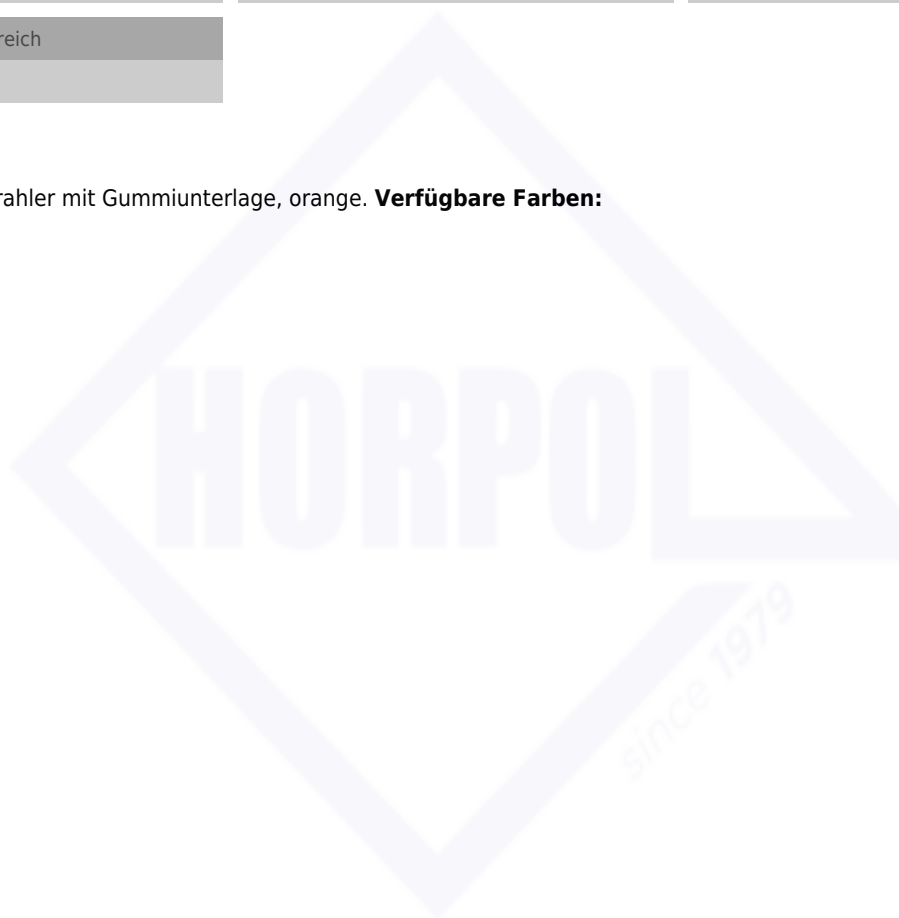 reich
rahler mit Gummiunterlage, orange. Verfügbare Farben:
HORPOL
since 1979